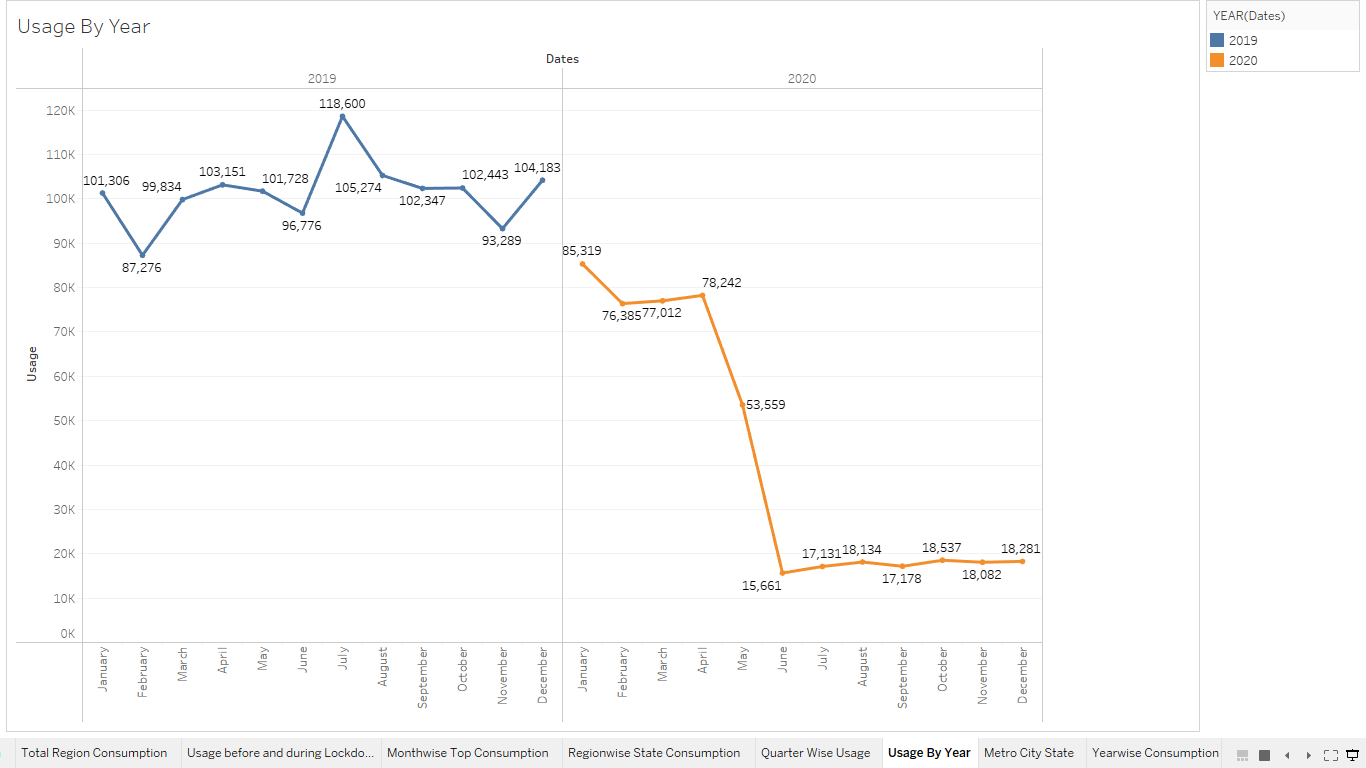 Usage By Year
YEAR(Dates)
2019
2020
Dates
2019
2020
Usage
120K
110K
100K
90K
80K
70K
60K
50K
40K
30K
20K
10K
0K
101,306
87,276
99,834
103,151
101,728
96,776
118,600
105,274
102,347
102,443
93,289
104,183
85,319
76,385
77,012
78,242
53,559
15,661
17,131
18,134
17,178
18,537
18,082
18,281
January
February
March
April
May
June
July
August
September
October
November
December
January
February
March
April
May
June
July
August
September
October
November
December
Total Region Consumption
Usage before and during Lockdo...
Monthwise Top Consumption
Regionwise State Consumption
Quarter Wise Usage
Usage By Year
Metro City State
Yearwise Consumption